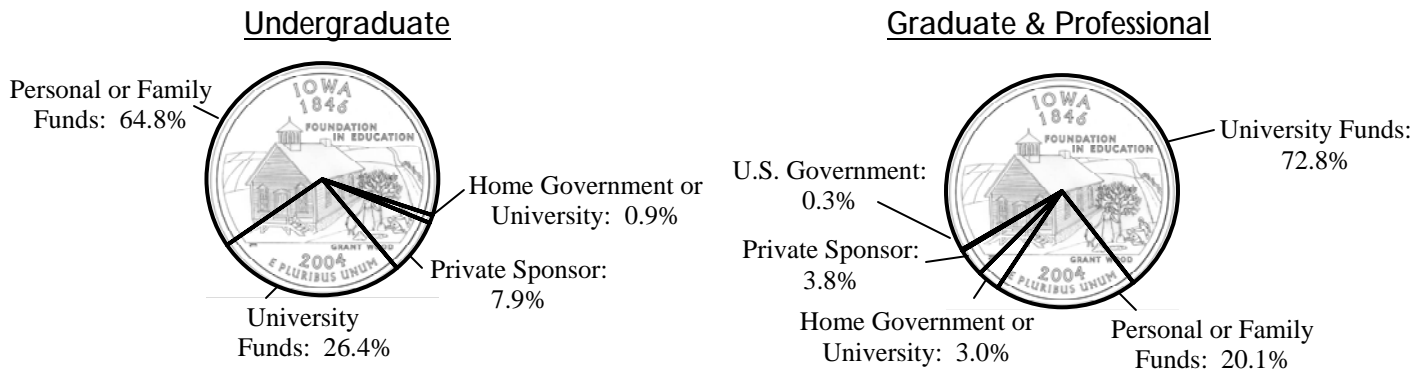 Undergraduate
Personal or Family
Funds: 64.8%
IOWA
1846
FOUNDATION
IN EDUCATION
Home Government or
University: 0.9%
GRANT WOOD
2004
E PLURIBUS UNUM
Private Sponsor:
7.9%
University
Funds: 26.4%
Graduate & Professional
IOWA
1846
FOUNDATION
IN EDUCATION
University Funds:
72.8%
U.S. Government:
0.3%
Private Sponsor:
3.8%
GRANT WOOD
2004
E PLURIBUS UNUM
Home Government or
University: 3.0%
Personal or Family
Funds: 20.1%